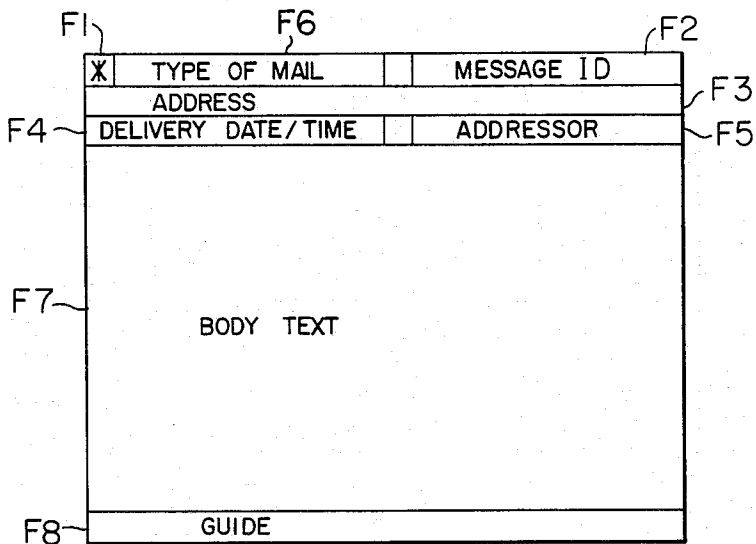 F1 F6 F2
* TYPE OF MAIL MESSAGE ID
ADDRESS F3
F4 DELIVERY DATE/TIME ADDRESSOR F5
F7 BODY TEXT
F8 GUIDE